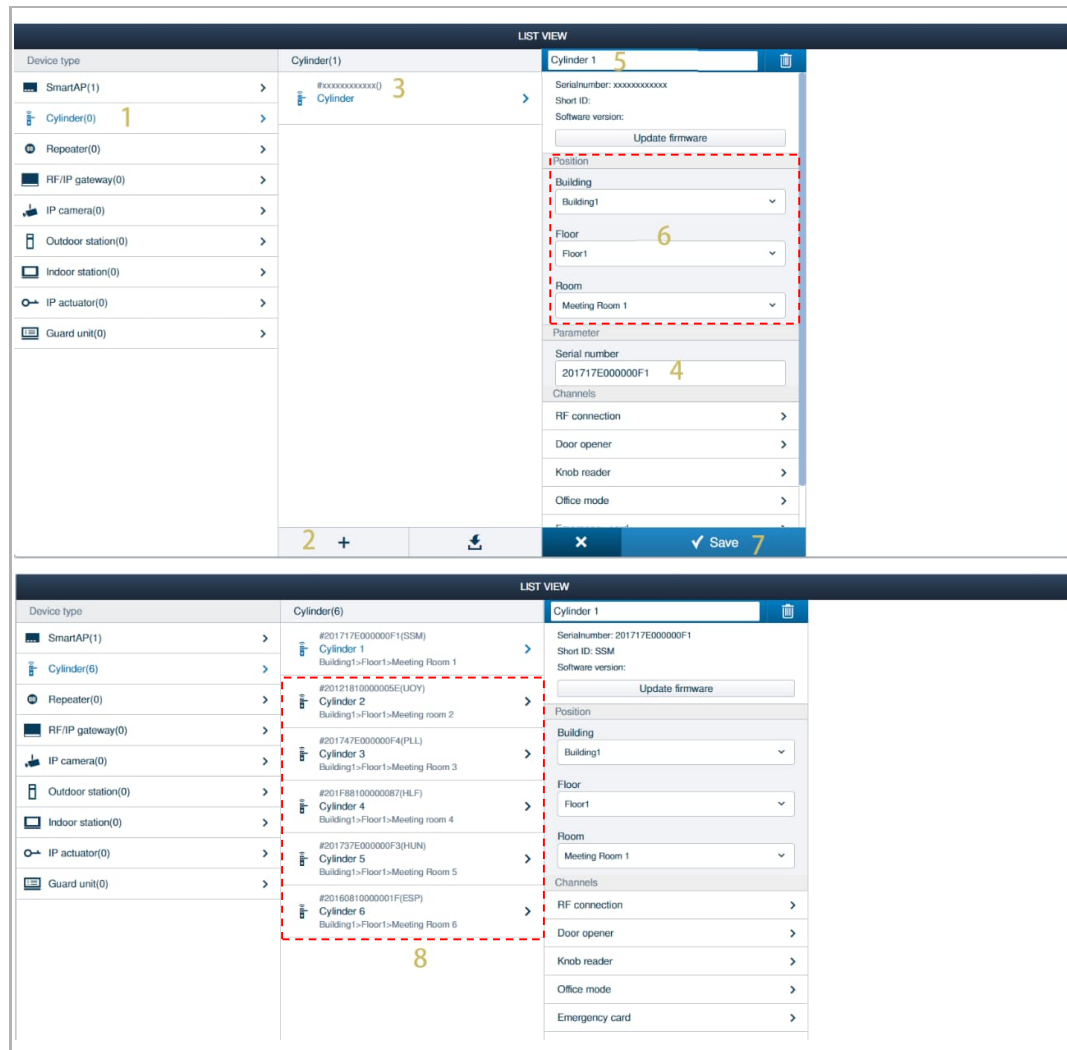 LIST VIEW
Device type
SmartAP(1)
Cylinder(0) 1
Repeater(0)
RF/IP gateway(0)
IP camera(0)
Outdoor station(0)
Indoor station(0)
IP actuator(0)
Guard unit(0)
Cylinder(1)
#xxxxxxxxxxxx() 3
Cylinder
2 +
Cylinder 1 5
Serialnumber: xxxxxxxxxxxx
Short ID:
Software version:
Update firmware
Position
Building
Building1
Floor 6
Floor1
Room
Meeting Room 1
Parameter
Serial number
201717E000000F1 4
Channels
RF connection
Door opener
Knob reader
Office mode
Emergency card
Save 7
LIST VIEW
Device type
SmartAP(1)
Cylinder(6)
Repeater(0)
RF/IP gateway(0)
IP camera(0)
Outdoor station(0)
Indoor station(0)
IP actuator(0)
Guard unit(0)
Cylinder(6)
#201717E000000F1(SSM)
Cylinder 1
Building1>Floor1>Meeting Room 1
#20121810000005E(UOY)
Cylinder 2
Building1>Floor1>Meeting room 2
#201747E000000F4(PLL)
Cylinder 3
Building1>Floor1>Meeting Room 3
#201F88100000087(HLF)
Cylinder 4
Building1>Floor1>Meeting room 4
#201737E000000F3(HUN)
Cylinder 5
Building1>Floor1>Meeting Room 5
#20160810000001F(ESP)
Cylinder 6
Building1>Floor1>Meeting Room 6
8
Cylinder 1
Serialnumber: 201717E000000F1
Short ID: SSM
Software version:
Update firmware
Position
Building
Building1
Floor
Floor1
Room
Meeting Room 1
Channels
RF connection
Door opener
Knob reader
Office mode
Emergency card